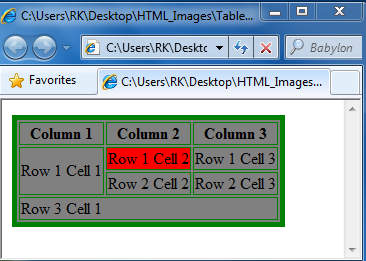 C:\Users\RK\Desktop\HTML_Images\Table...
C:\Users\RK\Deskto
Babylon
Favorites
C:\Users\RK\Desktop\HTML_Images...
Column 1 Column 2 Column 3
Row 1 Cell 1 Row 1 Cell 2 Row 1 Cell 3
Row 2 Cell 2 Row 2 Cell 3
Row 3 Cell 1